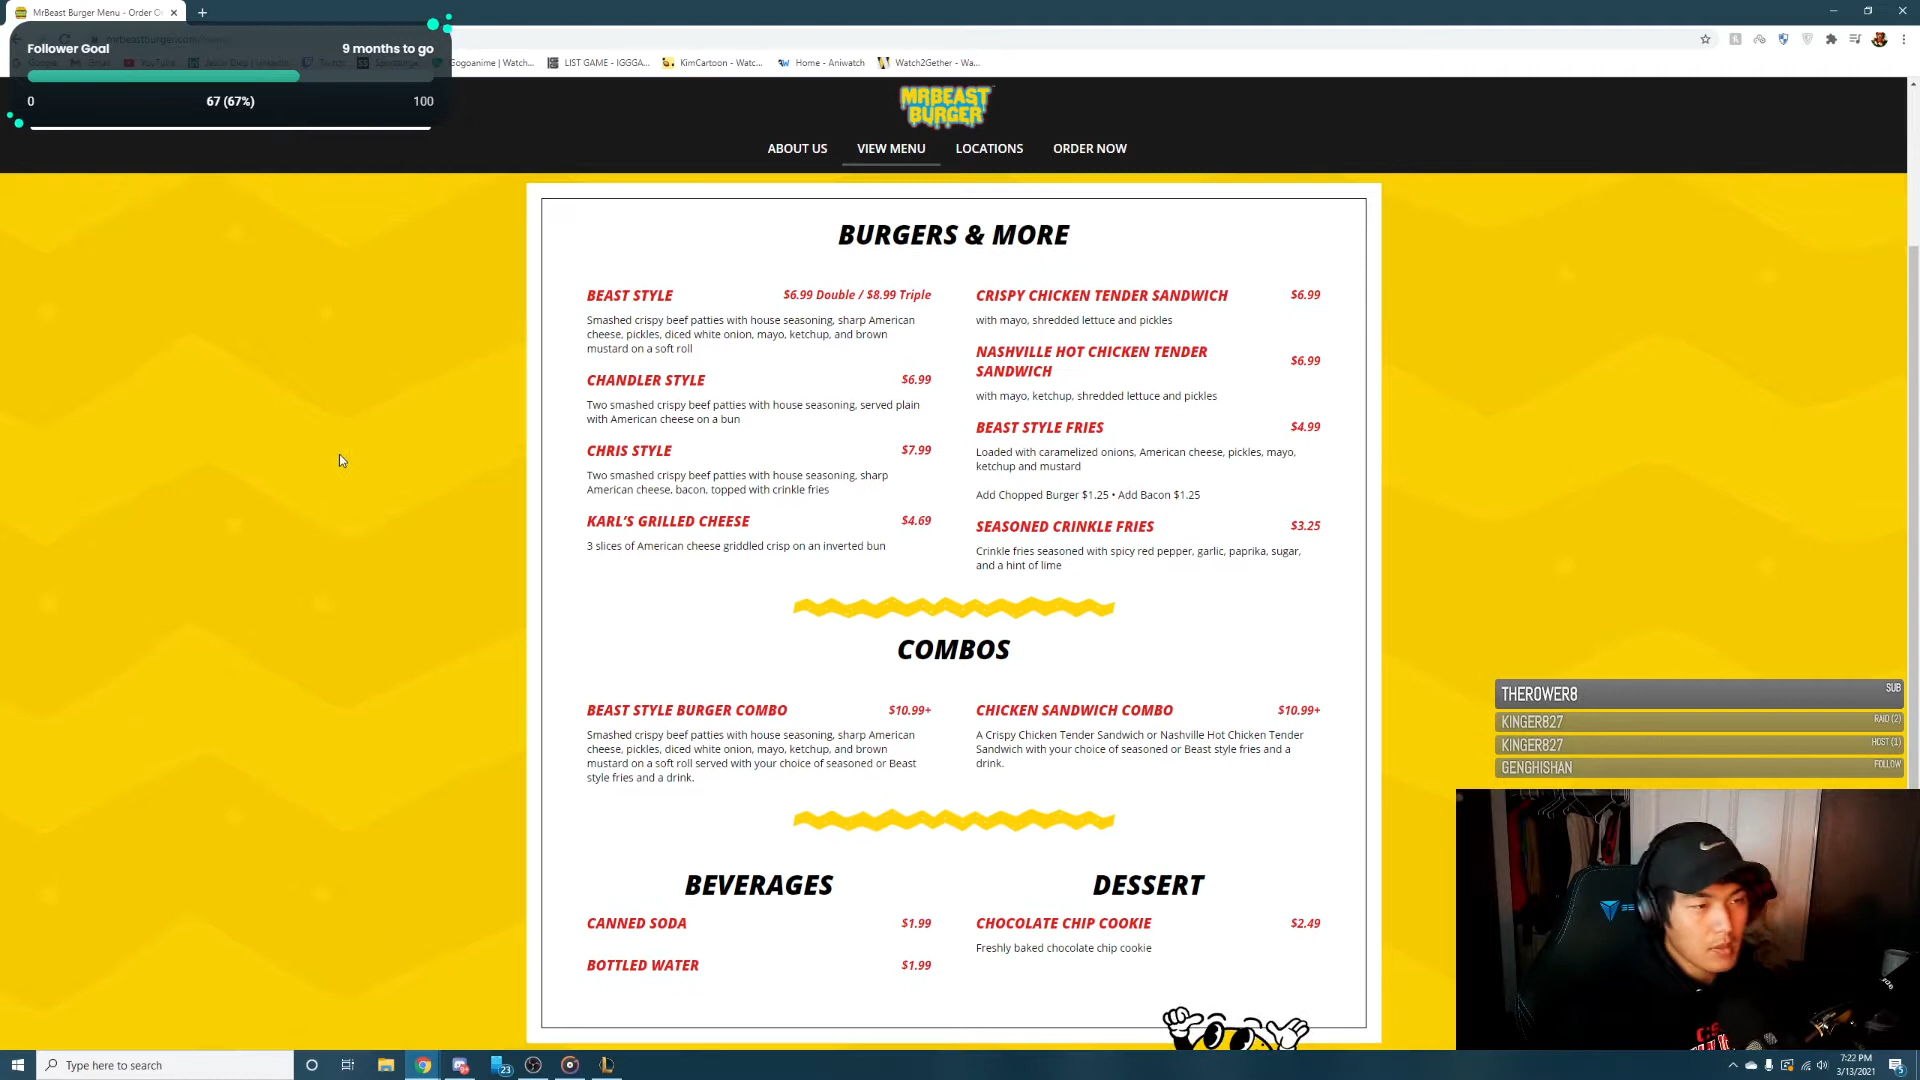 MrBeast Burger Menu - Order O
Follower Goal
9 months to go
0
67 (67%)
100
Gogoanime | Watch...
LIST GAME - IGGGA...
KimCartoon - Watc...
Home - Aniwatch
Watch2Gether - Wa...
MRBEAST
BURGER
ABOUT US
VIEW MENU
LOCATIONS
ORDER NOW
BURGERS & MORE
BEAST STYLE
$6.99 Double / $8.99 Triple
Smashed crispy beef patties with house seasoning, sharp American
cheese, pickles, diced white onion, mayo, ketchup, and brown
mustard on a soft roll
CHANDLER STYLE
$6.99
Two smashed crispy beef patties with house seasoning, served plain
with American cheese on a bun
CHRIS STYLE
$7.99
Two smashed crispy beef patties with house seasoning, sharp
American cheese, bacon, topped with crinkle fries
KARL'S GRILLED CHEESE
$4.69
3 slices of American cheese griddled crisp on an inverted bun
CRISPY CHICKEN TENDER SANDWICH
$6.99
with mayo, shredded lettuce and pickles
NASHVILLE HOT CHICKEN TENDER
SANDWICH
$6.99
with mayo, ketchup, shredded lettuce and pickles
BEAST STYLE FRIES
$4.99
Loaded with caramelized onions, American cheese, pickles, mayo,
ketchup and mustard
Add Chopped Burger $1.25 • Add Bacon $1.25
SEASONED CRINKLE FRIES
$3.25
Crinkle fries seasoned with spicy red pepper, garlic, paprika, sugar,
and a hint of lime
COMBOS
BEAST STYLE BURGER COMBO
$10.99+
Smashed crispy beef patties with house seasoning, sharp American
cheese, pickles, diced white onion, mayo, ketchup, and brown
mustard on a soft roll served with your choice of seasoned or Beast
style fries and a drink.
CHICKEN SANDWICH COMBO
$10.99+
A Crispy Chicken Tender Sandwich or Nashville Hot Chicken Tender
Sandwich with your choice of seasoned or Beast style fries and a
drink.
BEVERAGES
CANNED SODA
$1.99
BOTTLED WATER
$1.99
DESSERT
CHOCOLATE CHIP COOKIE
$2.49
Freshly baked chocolate chip cookie
THEROWER8
SUB
KINGER827
RAID (2)
KINGER827
HOST (1)
GENGHISHAN
FOLLOW
Type here to search
23
7:22 PM
3/13/2021
5